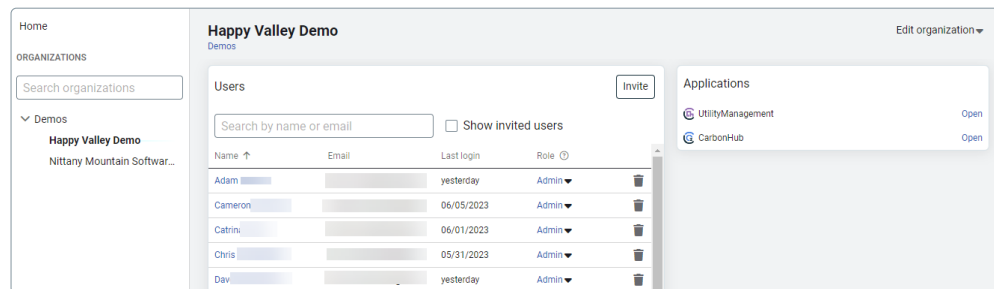 Home
ORGANIZATIONS
Search organizations
Demos
Happy Valley Demo
Nittany Mountain Softwar...
Happy Valley Demo
Demos
Edit organization
Users
Invite
Search by name or email
Show invited users
Name Email Last login Role
Adam yesterday Admin
Cameron 06/05/2023 Admin
Catrina 06/01/2023 Admin
Chris 05/31/2023 Admin
Dav yesterday Admin
Applications
UtilityManagement Open
CarbonHub Open